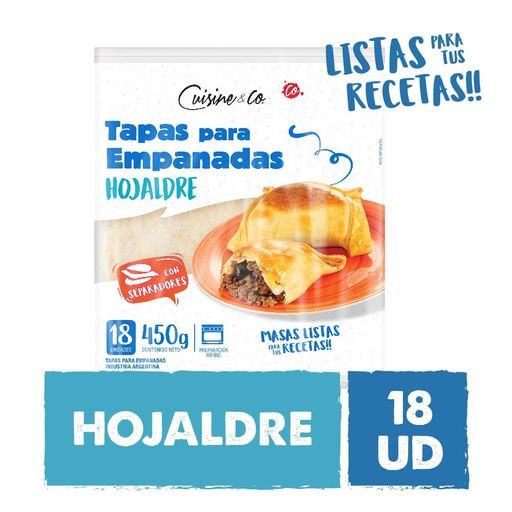 LISTAS PARA TUS
RECETAS!!
Cuisine & Co.
Co.
Tapas para
Empanadas
HOJALDRE
CON
SEPARADORES
18
UNIDADES
450g
CONTENIDO NETO
PREPARACIÓN
HORNO
MASAS LISTAS
PARA TUS RECETAS!!
TAPAS PARA EMPANADAS
INDUSTRIA ARGENTINA
HOJALDRE
18
UD